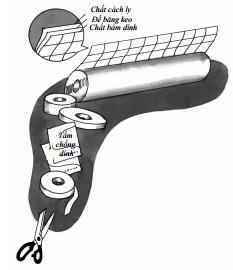 Chất cách ly
Đế băng keo
Chất bám dính
Tấm
chống
dính